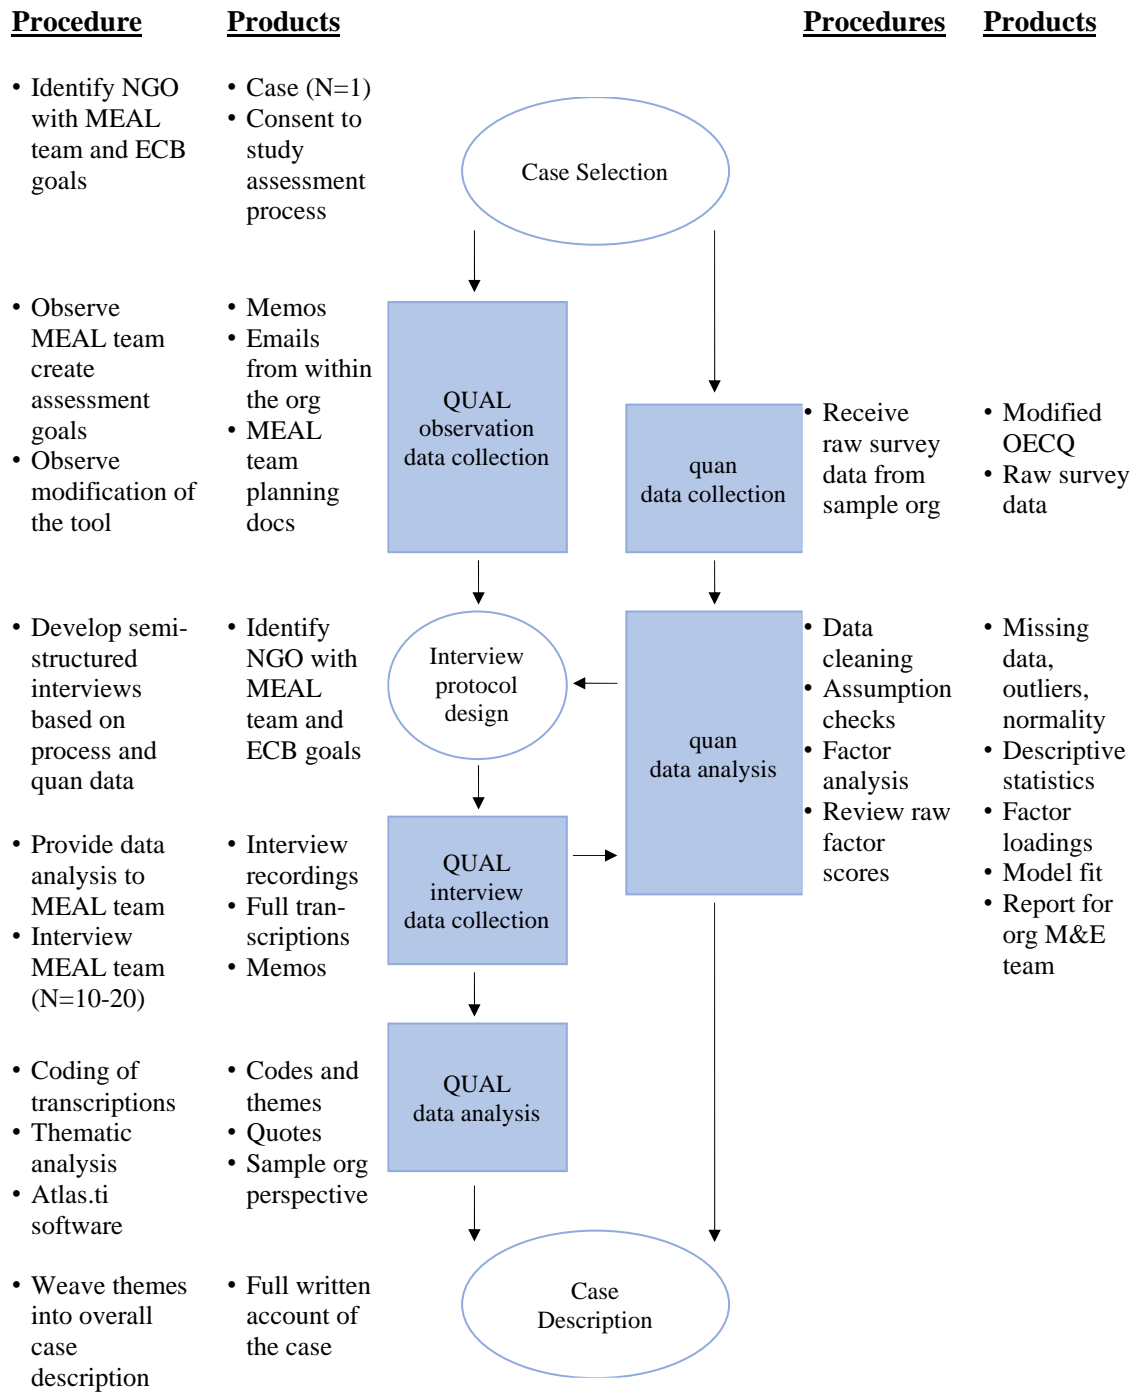 Procedure
Products
Procedures
Products
• Identify NGO
with MEAL
team and ECB
goals
• Case (N=1)
• Consent to
study
assessment
process
Case Selection
• Observe
MEAL team
create
assessment
goals
• Observe
modification of
the tool
• Memos
• Emails
from within
the org
• MEAL
team
planning
docs
QUAL
observation
data collection
quan
data collection
• Receive
raw survey
data from
sample org
• Modified
OECQ
• Raw survey
data
• Develop semi-
structured
interviews
based on
process and
quan data
• Identify
NGO with
MEAL
team and
ECB goals
Interview
protocol
design
quan
data analysis
• Data
cleaning
• Assumption
checks
• Factor
analysis
• Review raw
factor
scores
• Missing
data,
outliers,
normality
• Descriptive
statistics
• Factor
loadings
• Model fit
• Report for
org M&E
team
• Provide data
analysis to
MEAL team
• Interview
MEAL team
(N=10-20)
• Interview
recordings
• Full tran-
scriptions
• Memos
QUAL
interview
data collection
• Coding of
transcriptions
• Thematic
analysis
• Atlas.ti
software
• Codes and
themes
• Quotes
• Sample org
perspective
QUAL
data analysis
• Weave themes
into overall
case
description
• Full written
account of
the case
Case
Description